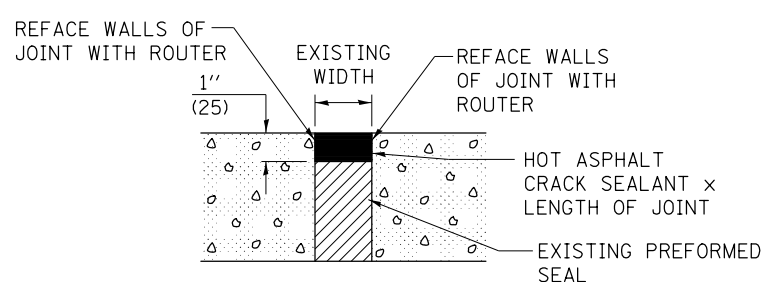 REFACE WALLS OF
JOINT WITH ROUTER
EXISTING
WIDTH
REFACE WALLS
OF JOINT WITH
ROUTER
1''
(25)
HOT ASPHALT
CRACK SEALANT x
LENGTH OF JOINT
EXISTING PREFORMED
SEAL